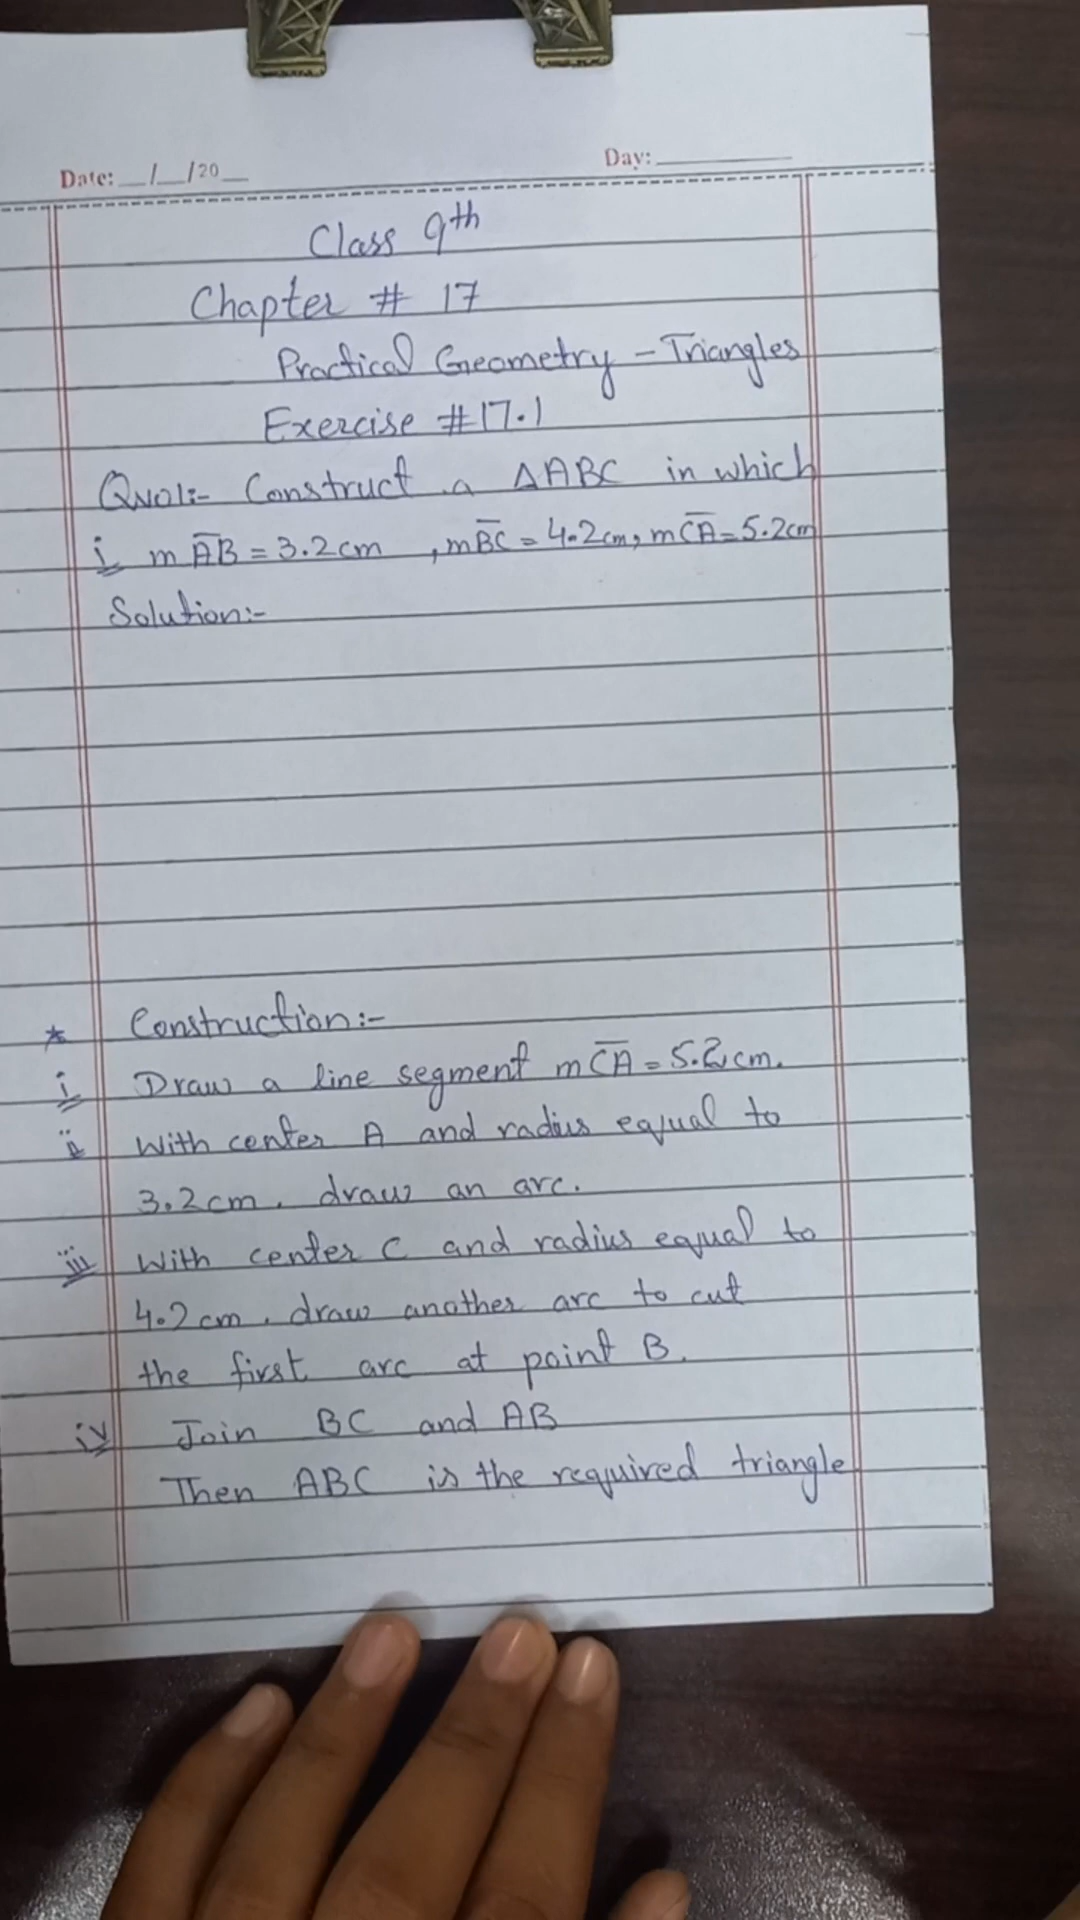 Date: __/__/20__
Day: ________
Class 9th
Chapter # 17
Practical Geometry - Triangles
Exercise # 17.1
Qno1:- Construct a ΔABC in which
i mAB = 3.2cm , mBC = 4.2cm, mCA = 5.2cm
Solution:-
* Construction:-
i Draw a line segment mCA = 5.2cm.
ii With center A and radius equal to
3.2cm. draw an arc.
iii With center C and radius equal to
4.2cm. draw another arc to cut
the first arc at point B.
iv Join BC and AB
Then ABC is the required triangle